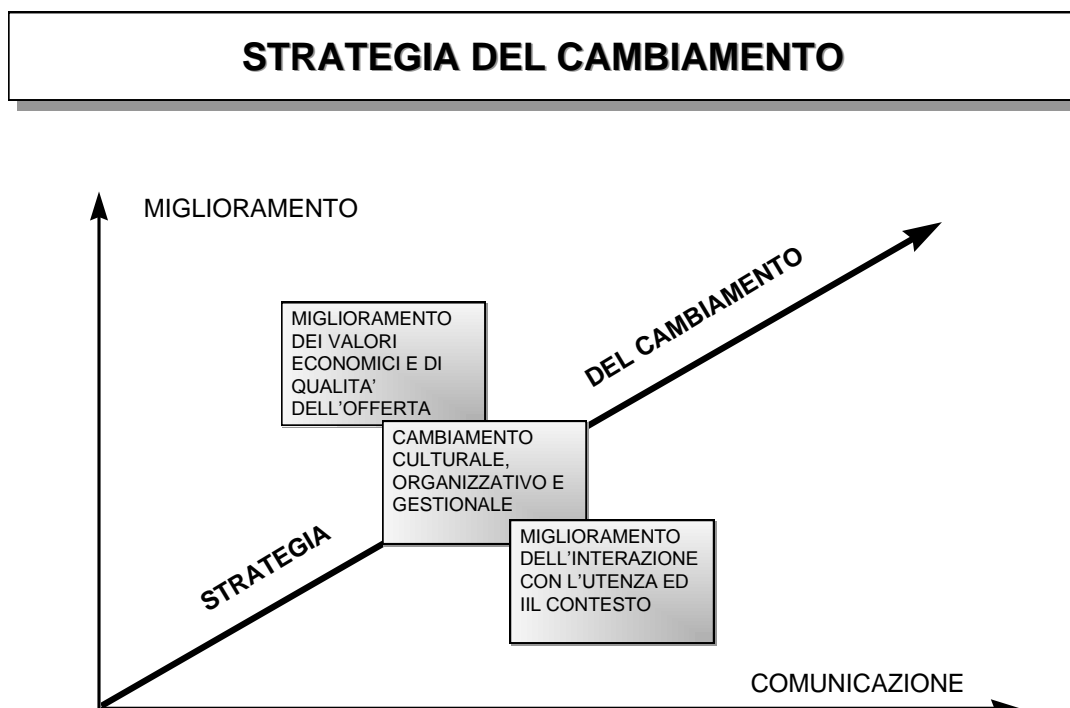 STRATEGIA DEL CAMBIAMENTO
MIGLIORAMENTO
DEL CAMBIAMENTO
MIGLIORAMENTO
DEI VALORI
ECONOMICI E DI
QUALITA'
DELL'OFFERTA
CAMBIAMENTO
CULTURALE,
ORGANIZZATIVO E
GESTIONALE
STRATEGIA
MIGLIORAMENTO
DELL'INTERAZIONE
CON L'UTENZA ED
IIL CONTESTO
COMUNICAZIONE